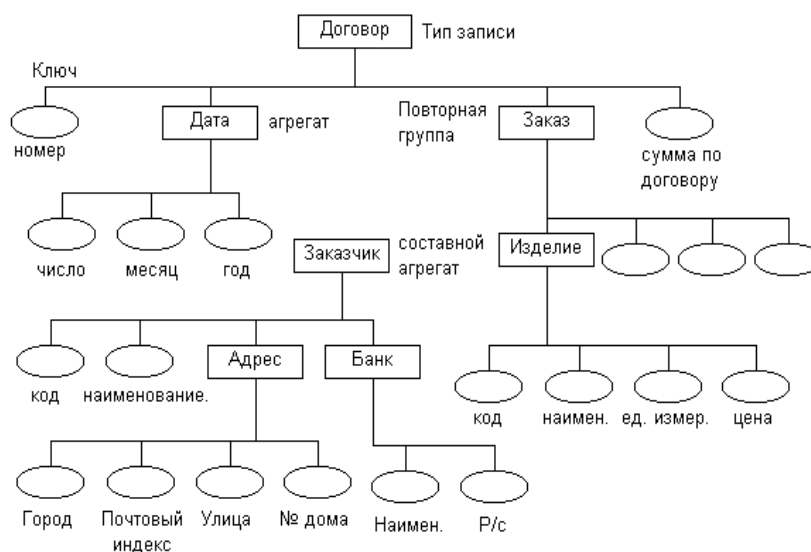 Договор
Тип записи
Ключ
номер
Дата
агрегат
Повторная
группа
Заказ
сумма по
договору
число
месяц
год
Заказчик
составной
агрегат
Изделие
код
наименование.
Адрес
Банк
код
наимен.
ед. измер.
цена
Город
Почтовый
индекс
Улица
№ дома
Наимен.
Р/с